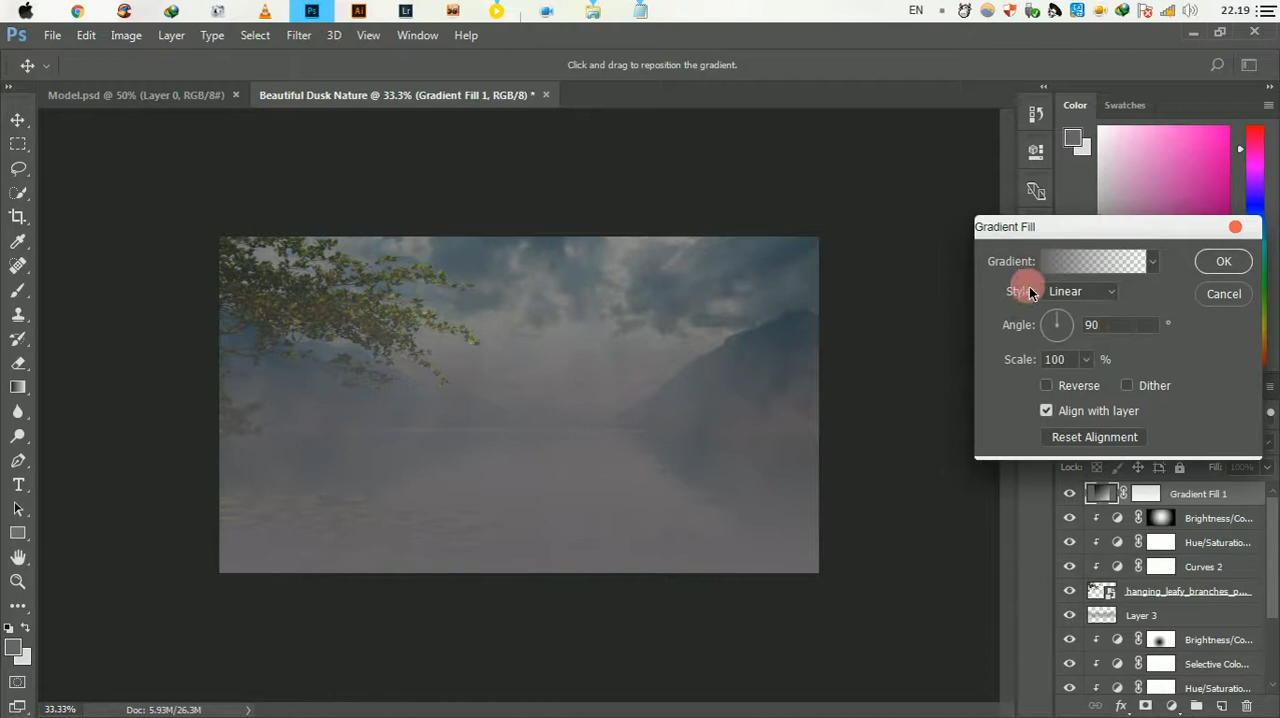 EN
22.19
Ps File Edit Image Layer Type Select Filter 3D View Window Help
Click and drag to reposition the gradient.
Model.psd @ 50% (Layer 0, RGB/8#) ×
Beautiful Dusk Nature @ 33.3% (Gradient Fill 1, RGB/8) * ×
Color Swatches
Gradient Fill
Gradient: OK
Style: Linear
Cancel
Angle: 90 °
Scale: 100 %
Reverse Dither
Align with layer
Reset Alignment
Lock: Fill: 100%
Gradient Fill 1
Brightness/Co...
Hue/Saturatio...
Curves 2
hanging_leafy_branches_p...
Layer 3
Brightness/Co...
Selective Colo...
Hue/Saturatio...
33.33% Doc: 5.93M/26.3M